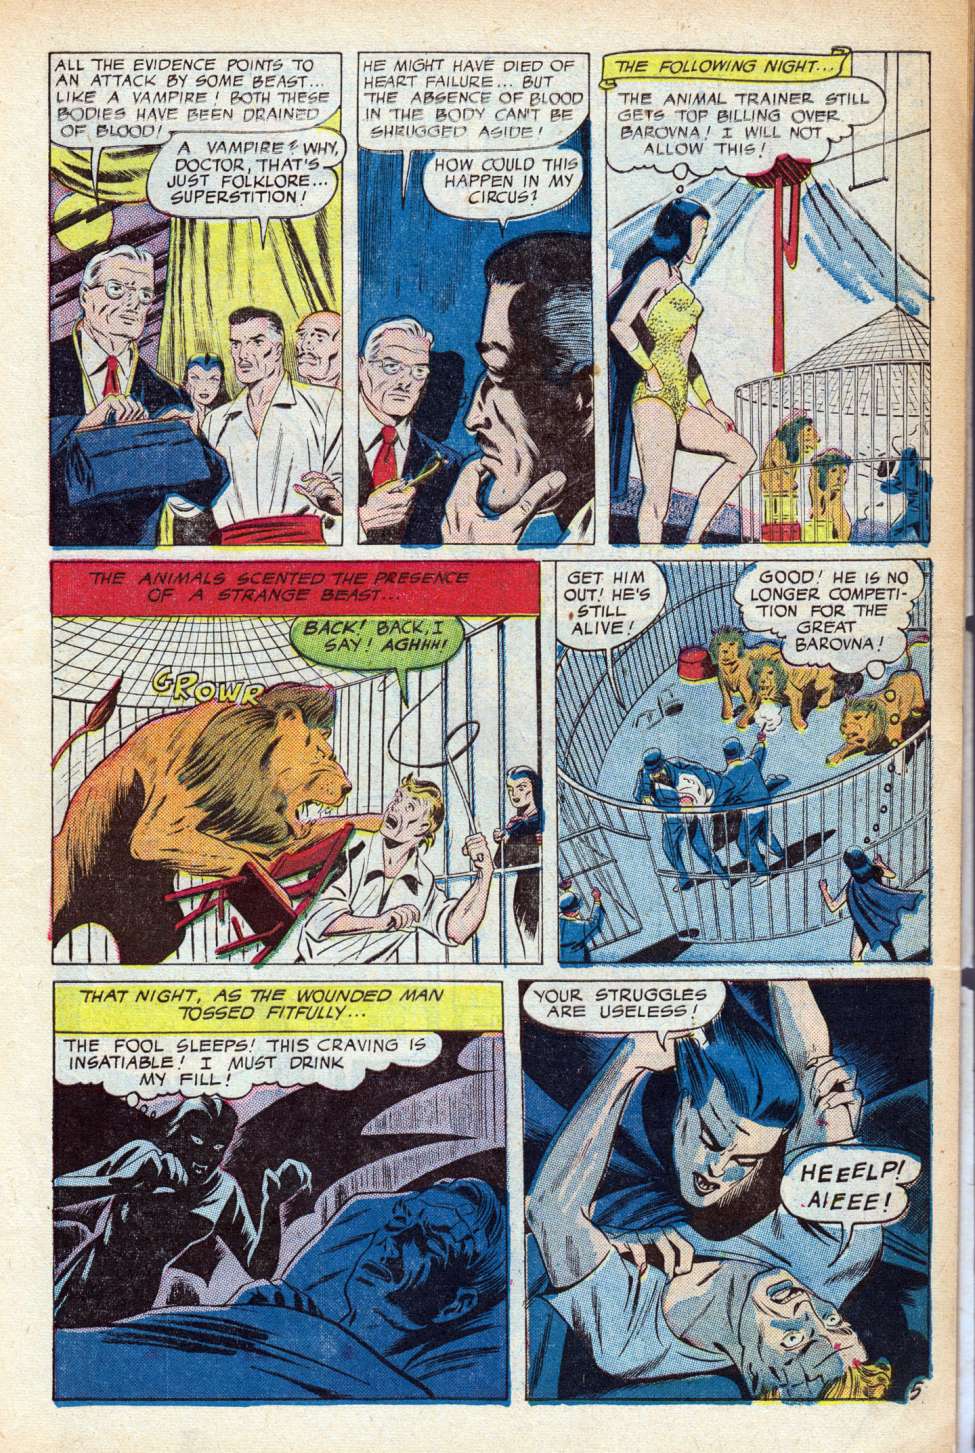 ALL THE EVIDENCE POINTS TO
AN ATTACK BY SOME BEAST...
LIKE A VAMPIRE! BOTH THESE
BODIES HAVE BEEN DRAINED
OF BLOOD!
A VAMPIRE? WHY,
DOCTOR, THAT'S
JUST FOLKLORE...
SUPERSTITION!
HE MIGHT HAVE DIED OF
HEART FAILURE... BUT
THE ABSENCE OF BLOOD
IN THE BODY CAN'T BE
SHRUGGED ASIDE!
HOW COULD THIS
HAPPEN IN MY
CIRCUS?
THE FOLLOWING NIGHT...
THE ANIMAL TRAINER STILL
GETS TOP BILLING OVER
BAROVNA! I WILL NOT
ALLOW THIS!
THE ANIMALS SCENTED THE PRESENCE
OF A STRANGE BEAST...
BACK! BACK, I
SAY! AGHHH!
GROWR
GET HIM
OUT! HE'S
STILL
ALIVE!
GOOD! HE IS NO
LONGER COMPETI-
TION FOR THE
GREAT
BAROVNA!
THAT NIGHT, AS THE WOUNDED MAN
TOSSED FITFULLY...
THE FOOL SLEEPS! THIS CRAVING IS
INSATIABLE! I MUST DRINK
MY FILL!
YOUR STRUGGLES
ARE USELESS!
HEEELP!
AIEEE!
5